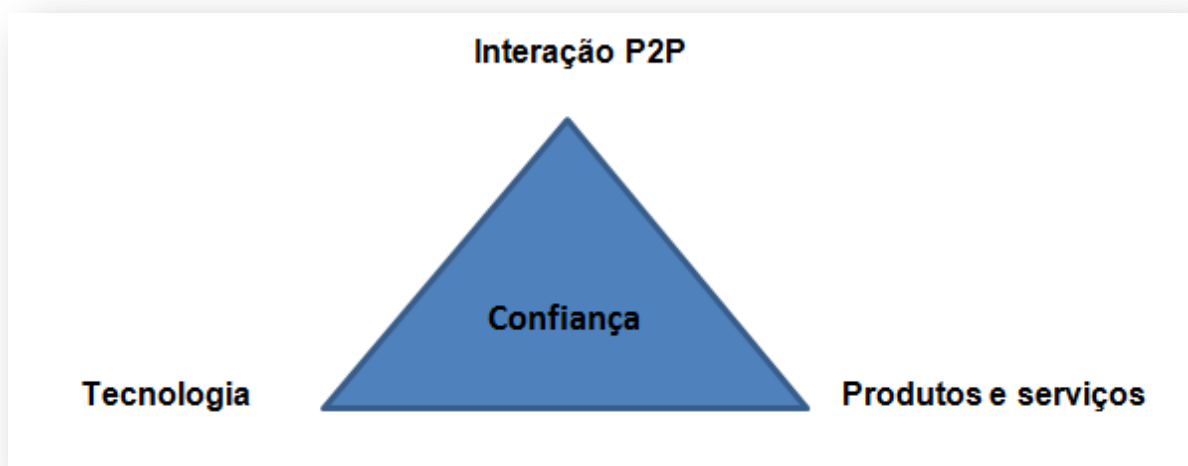 Interação P2P
Confiança
Tecnologia
Produtos e serviços